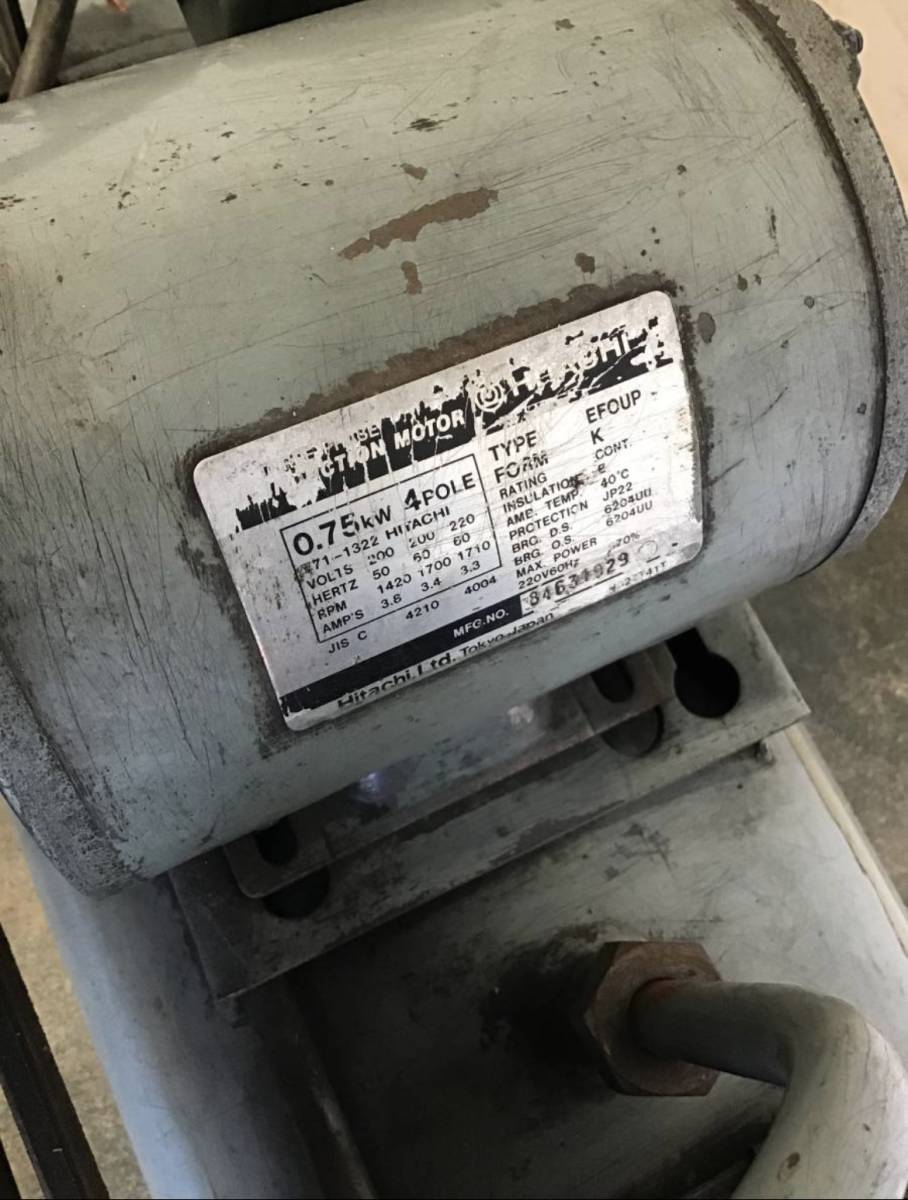 INDUCTION MOTOR HITACHI
0.75kW 4POLE
71-1322 HITACHI
VOLTS 200 200 220
HERTZ 50 60 60
RPM 1420 1700 1710
AMP'S 3.8 3.4 3.3
JIS C 4210 4004
TYPE EFOUP
FORM K
RATING CONT.
INSULATION E
AMB. TEMP. 40°C
PROTECTION JP22
BRG. D.S. 6204UU
BRG. O.S. 6204UU
MAX. POWER 70%
220V60Hz
MFG.NO.
Hitachi, Ltd. Tokyo Japan